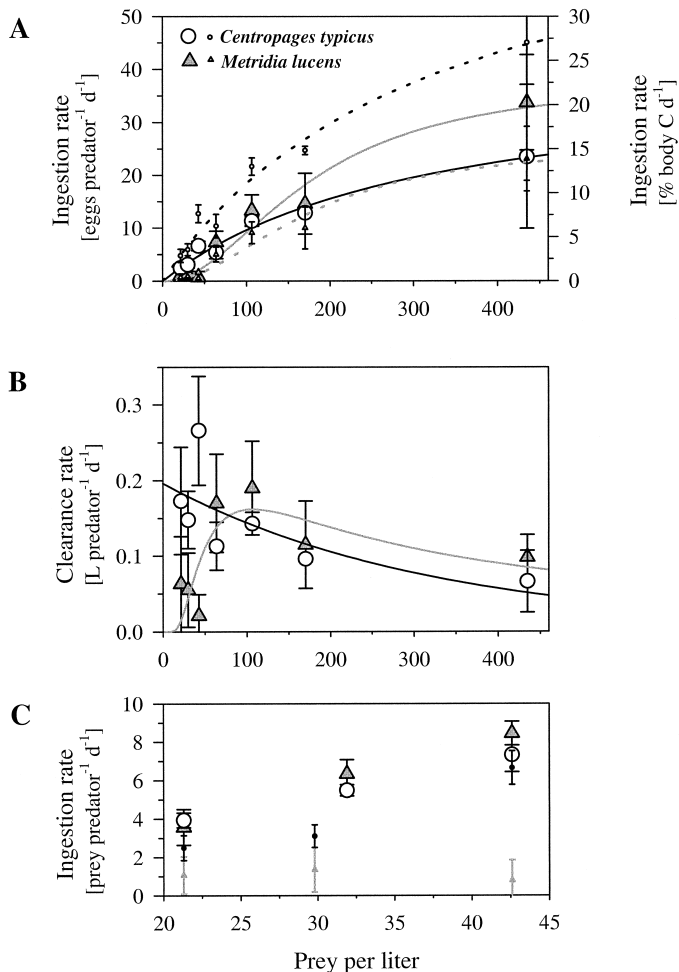 A
50
40
30
20
10
0
30
25
20
15
10
5
0
0
100
200
300
400
Centropages typicus
Metridia lucens
Ingestion rate
[eggs predator⁻¹ d⁻¹]
Ingestion rate
[% body C d⁻¹]
B
0.3
0.2
0.1
0.0
0
100
200
300
400
Clearance rate
[L predator⁻¹ d⁻¹]
C
10
8
6
4
2
0
20
25
30
35
40
45
Ingestion rate
[prey predator⁻¹ d⁻¹]
Prey per liter